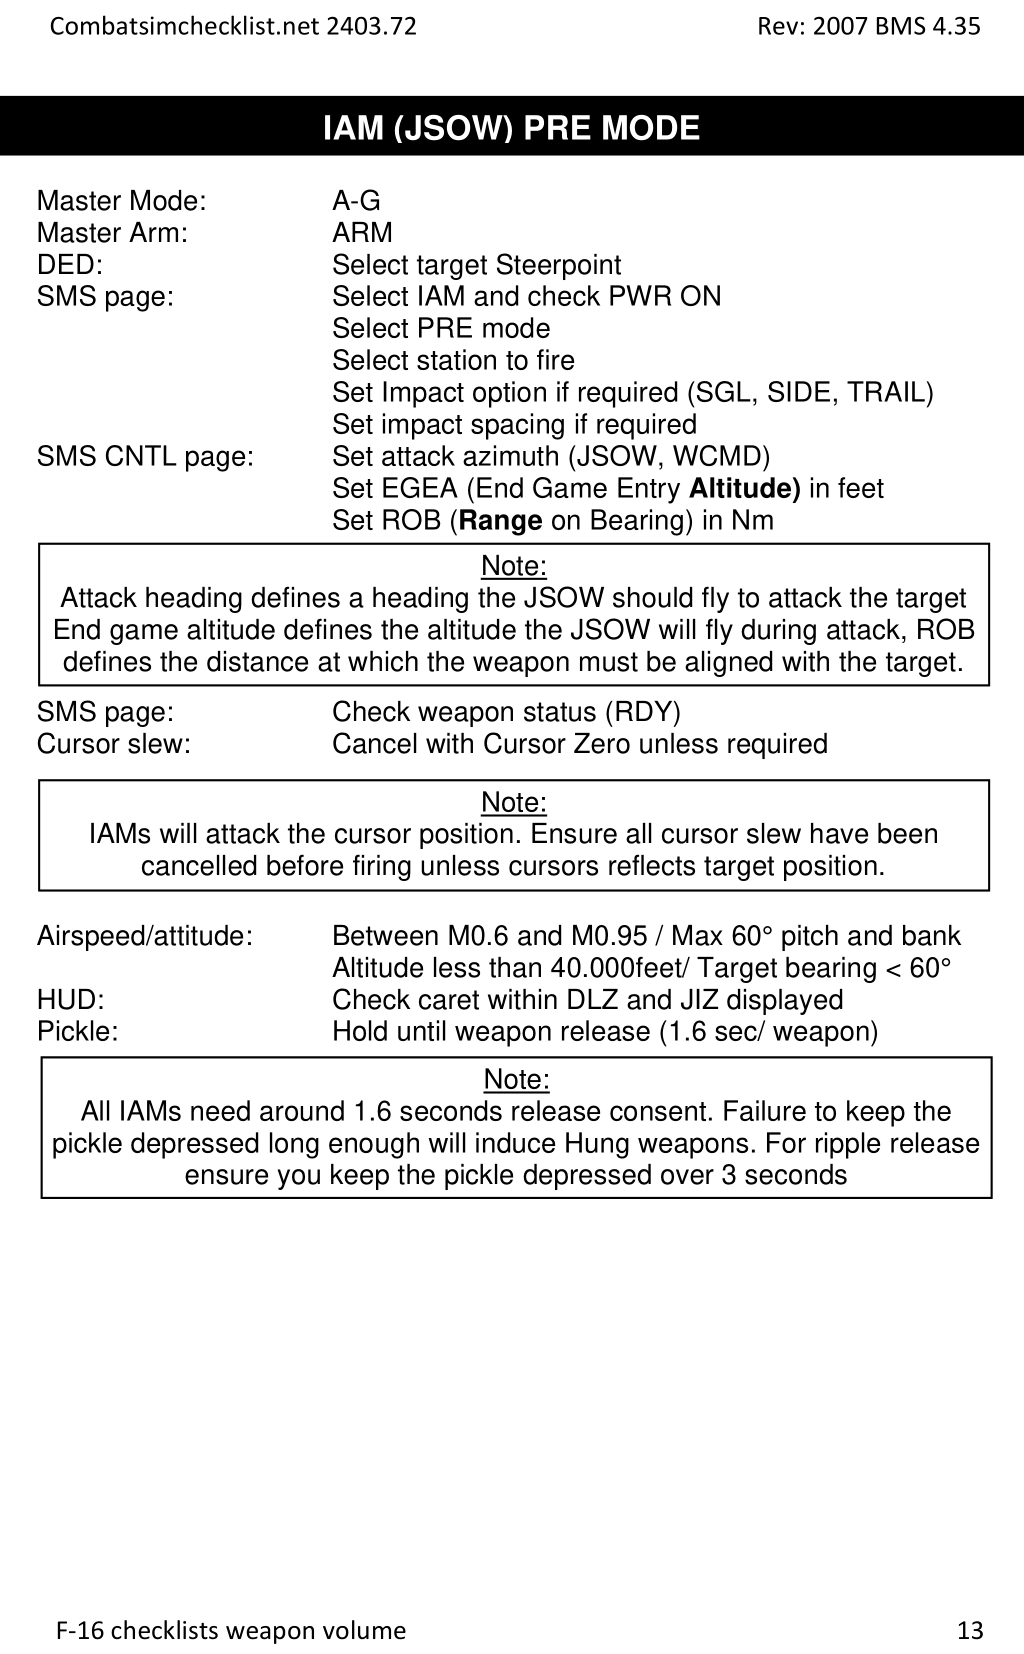 Combatsimchecklist.net 2403.72 Rev: 2007 BMS 4.35
IAM (JSOW) PRE MODE
Master Mode: A-G
Master Arm: ARM
DED: Select target Steerpoint
SMS page: Select IAM and check PWR ON
Select PRE mode
Select station to fire
Set Impact option if required (SGL, SIDE, TRAIL)
Set impact spacing if required
SMS CNTL page: Set attack azimuth (JSOW, WCMD)
Set EGEA (End Game Entry Altitude) in feet
Set ROB (Range on Bearing) in Nm
Note:
Attack heading defines a heading the JSOW should fly to attack the target
End game altitude defines the altitude the JSOW will fly during attack, ROB
defines the distance at which the weapon must be aligned with the target.
SMS page: Check weapon status (RDY)
Cursor slew: Cancel with Cursor Zero unless required
Note:
IAMs will attack the cursor position. Ensure all cursor slew have been
cancelled before firing unless cursors reflects target position.
Airspeed/attitude: Between M0.6 and M0.95 / Max 60° pitch and bank
Altitude less than 40.000feet/ Target bearing < 60°
HUD: Check caret within DLZ and JIZ displayed
Pickle: Hold until weapon release (1.6 sec/ weapon)
Note:
All IAMs need around 1.6 seconds release consent. Failure to keep the
pickle depressed long enough will induce Hung weapons. For ripple release
ensure you keep the pickle depressed over 3 seconds
F-16 checklists weapon volume 13